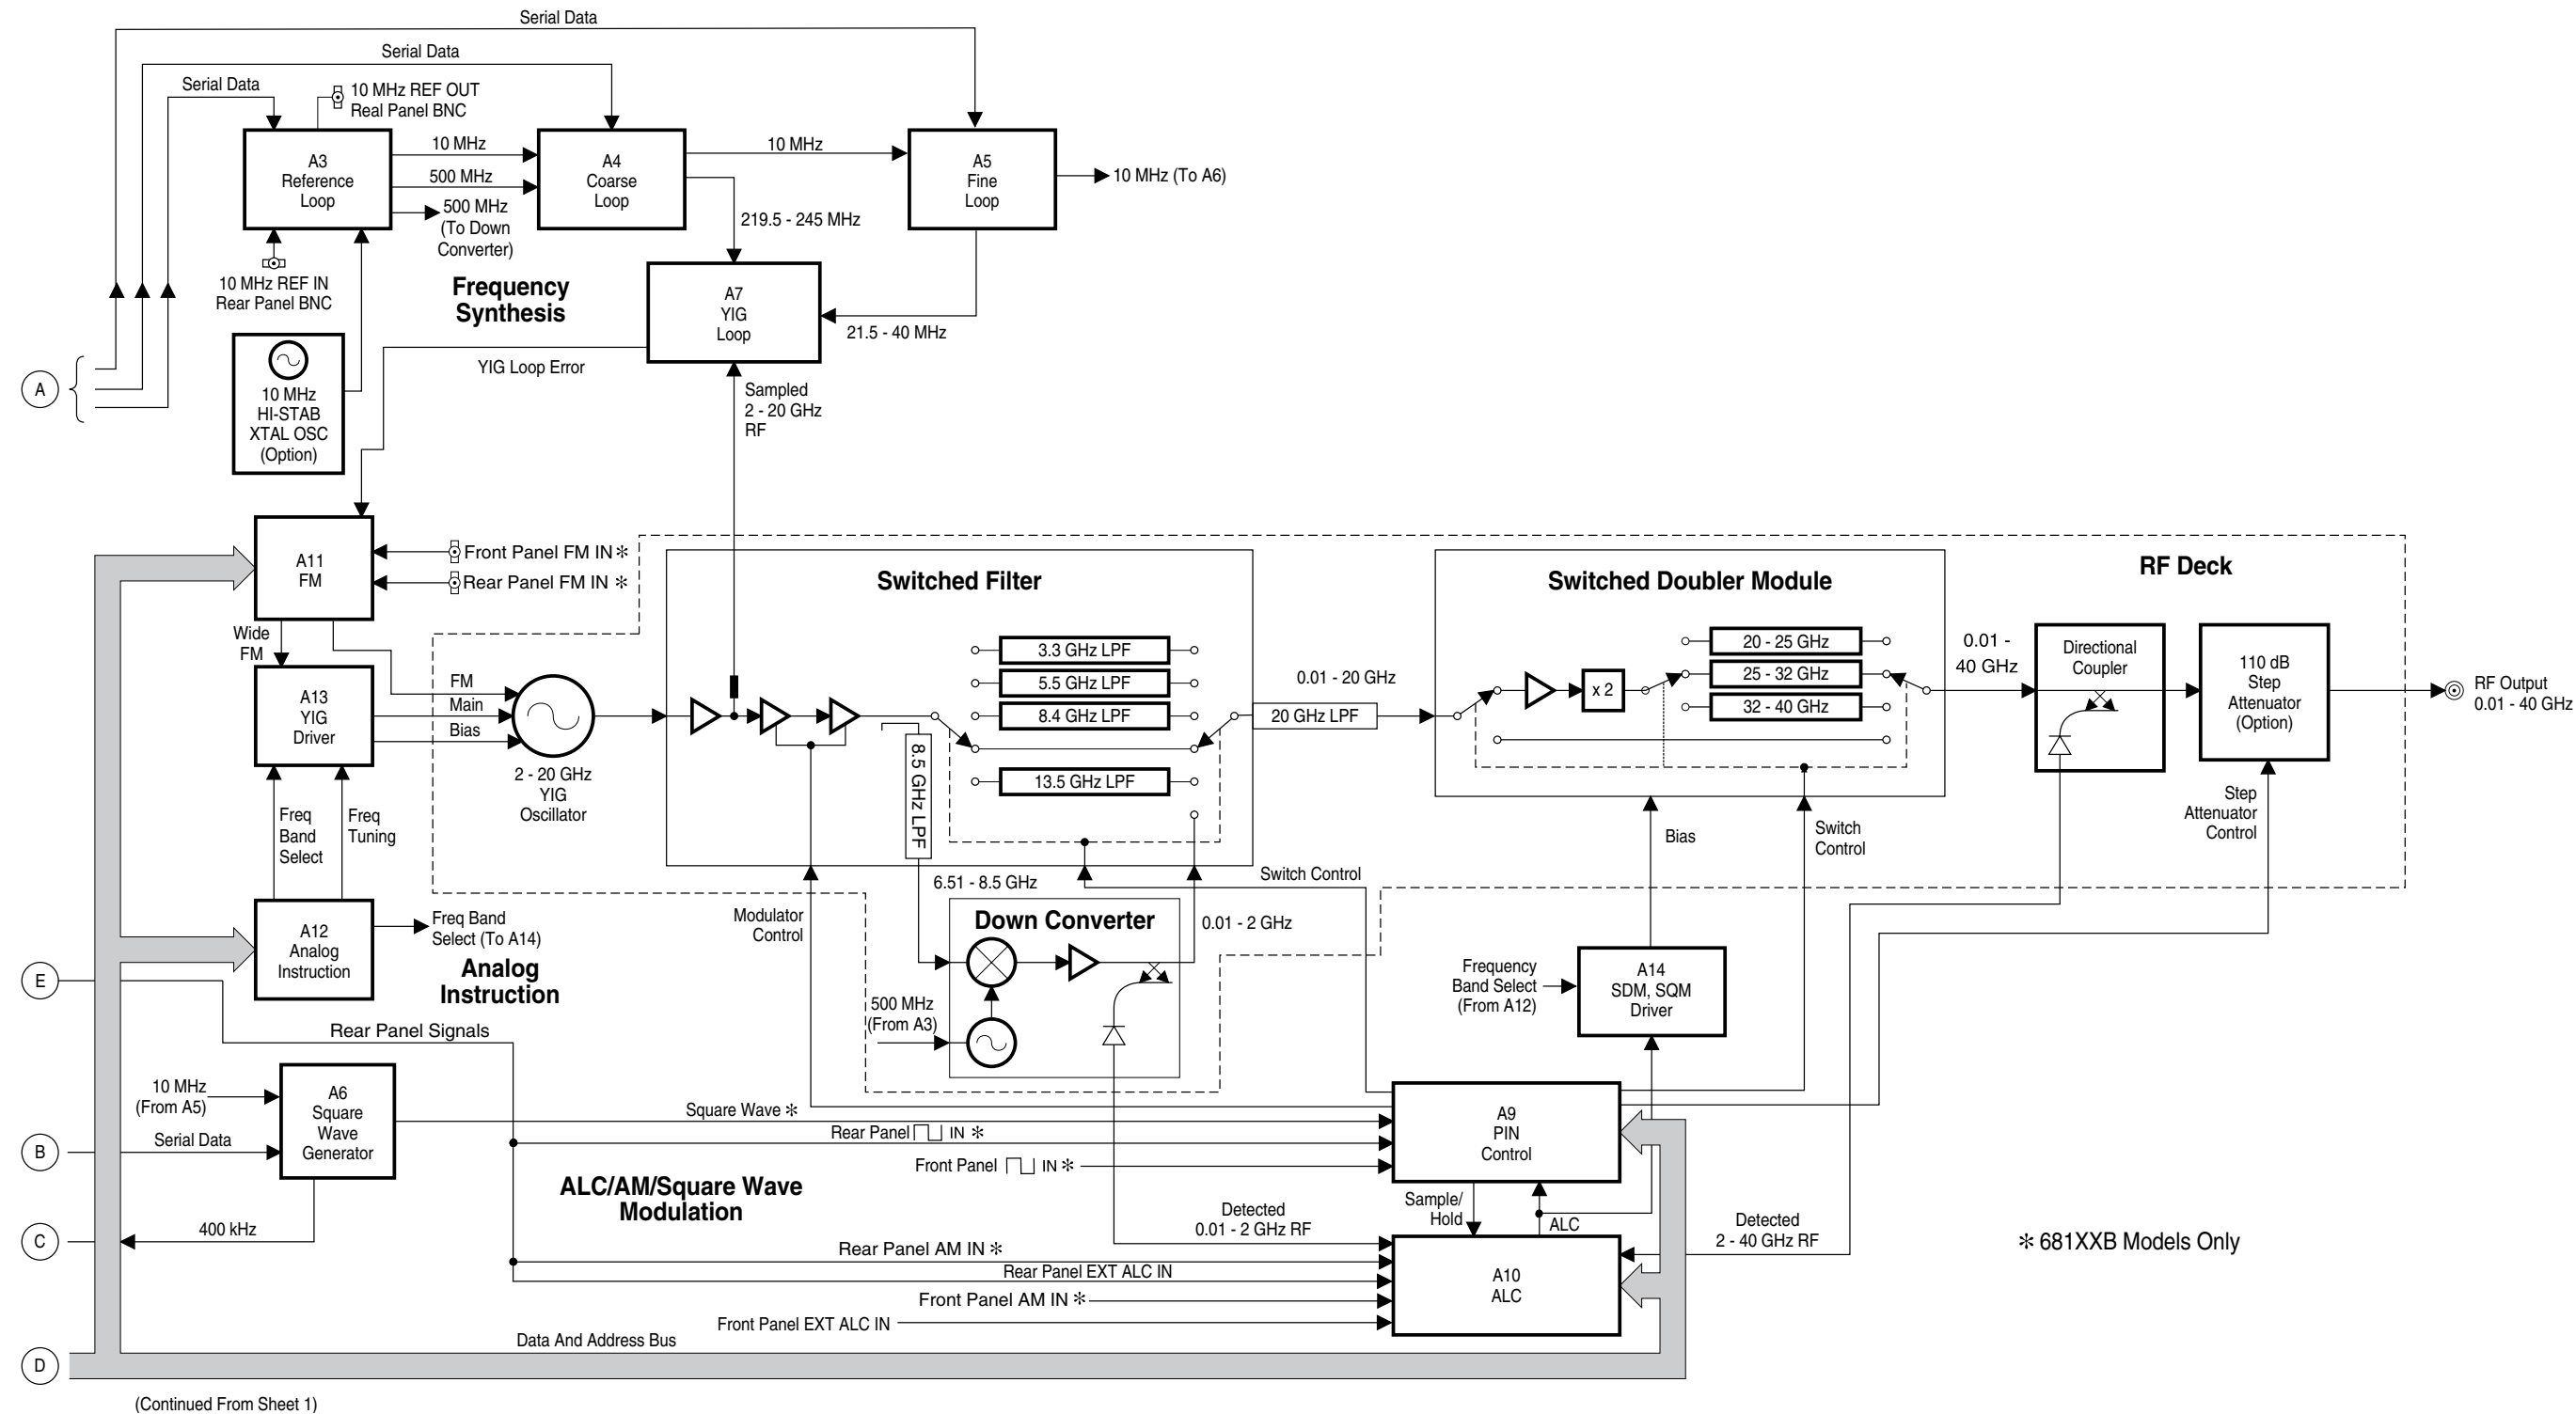 Serial Data
Serial Data
Serial Data
10 MHz REF OUT
Real Panel BNC
A3
Reference
Loop
10 MHz
500 MHz
500 MHz
(To Down
Converter)
A4
Coarse
Loop
10 MHz
219.5 - 245 MHz
A5
Fine
Loop
10 MHz (To A6)
10 MHz REF IN
Rear Panel BNC
Frequency
Synthesis
A7
YIG
Loop
21.5 - 40 MHz
YIG Loop Error
A
10 MHz
HI-STAB
XTAL OSC
(Option)
Sampled
2 - 20 GHz
RF
A11
FM
Front Panel FM IN *
Rear Panel FM IN *
Wide
FM
A13
YIG
Driver
FM
Main
Bias
2 - 20 GHz
YIG
Oscillator
Freq
Band
Select
Freq
Tuning
Switched Filter
3.3 GHz LPF
5.5 GHz LPF
8.4 GHz LPF
13.5 GHz LPF
8.5 GHz LPF
0.01 - 20 GHz
20 GHz LPF
Switched Doubler Module
x 2
20 - 25 GHz
25 - 32 GHz
32 - 40 GHz
RF Deck
0.01 -
40 GHz
Directional
Coupler
110 dB
Step
Attenuator
(Option)
RF Output
0.01 - 40 GHz
Step
Attenuator
Control
Bias
Switch
Control
Switch Control
6.51 - 8.5 GHz
Modulator
Control
Down Converter
0.01 - 2 GHz
500 MHz
(From A3)
A12
Analog
Instruction
Freq Band
Select (To A14)
Analog
Instruction
E
Rear Panel Signals
Frequency
Band Select
(From A12)
A14
SDM, SQM
Driver
10 MHz
(From A5)
A6
Square
Wave
Generator
B
Serial Data
Square Wave *
Rear Panel IN *
Front Panel IN *
A9
PIN
Control
ALC/AM/Square Wave
Modulation
C
400 kHz
Sample/
Hold
ALC
Detected
0.01 - 2 GHz RF
Detected
2 - 40 GHz RF
Rear Panel AM IN *
Rear Panel EXT ALC IN
Front Panel AM IN *
Front Panel EXT ALC IN
A10
ALC
* 681XXB Models Only
D
Data And Address Bus
(Continued From Sheet 1)